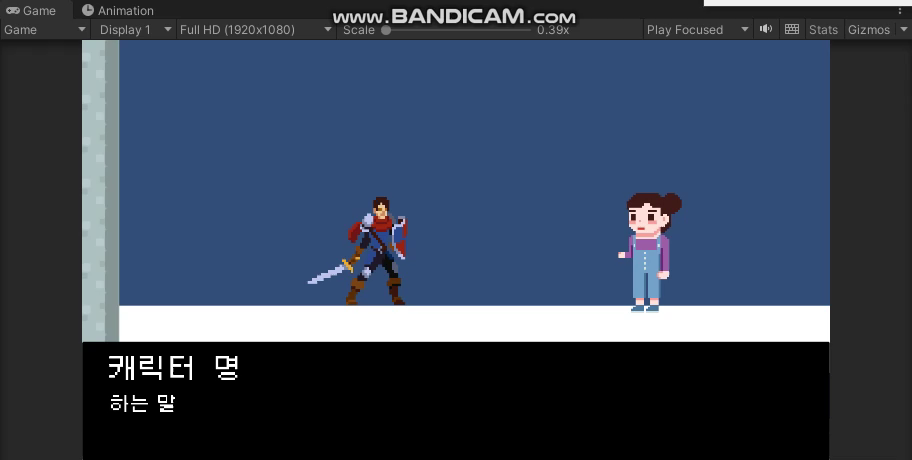 Game Animation
www.BANDICAM.com
Game Display 1 Full HD (1920x1080) Scale 0.39x Play Focused Stats Gizmos
캐릭터 명
하는 말